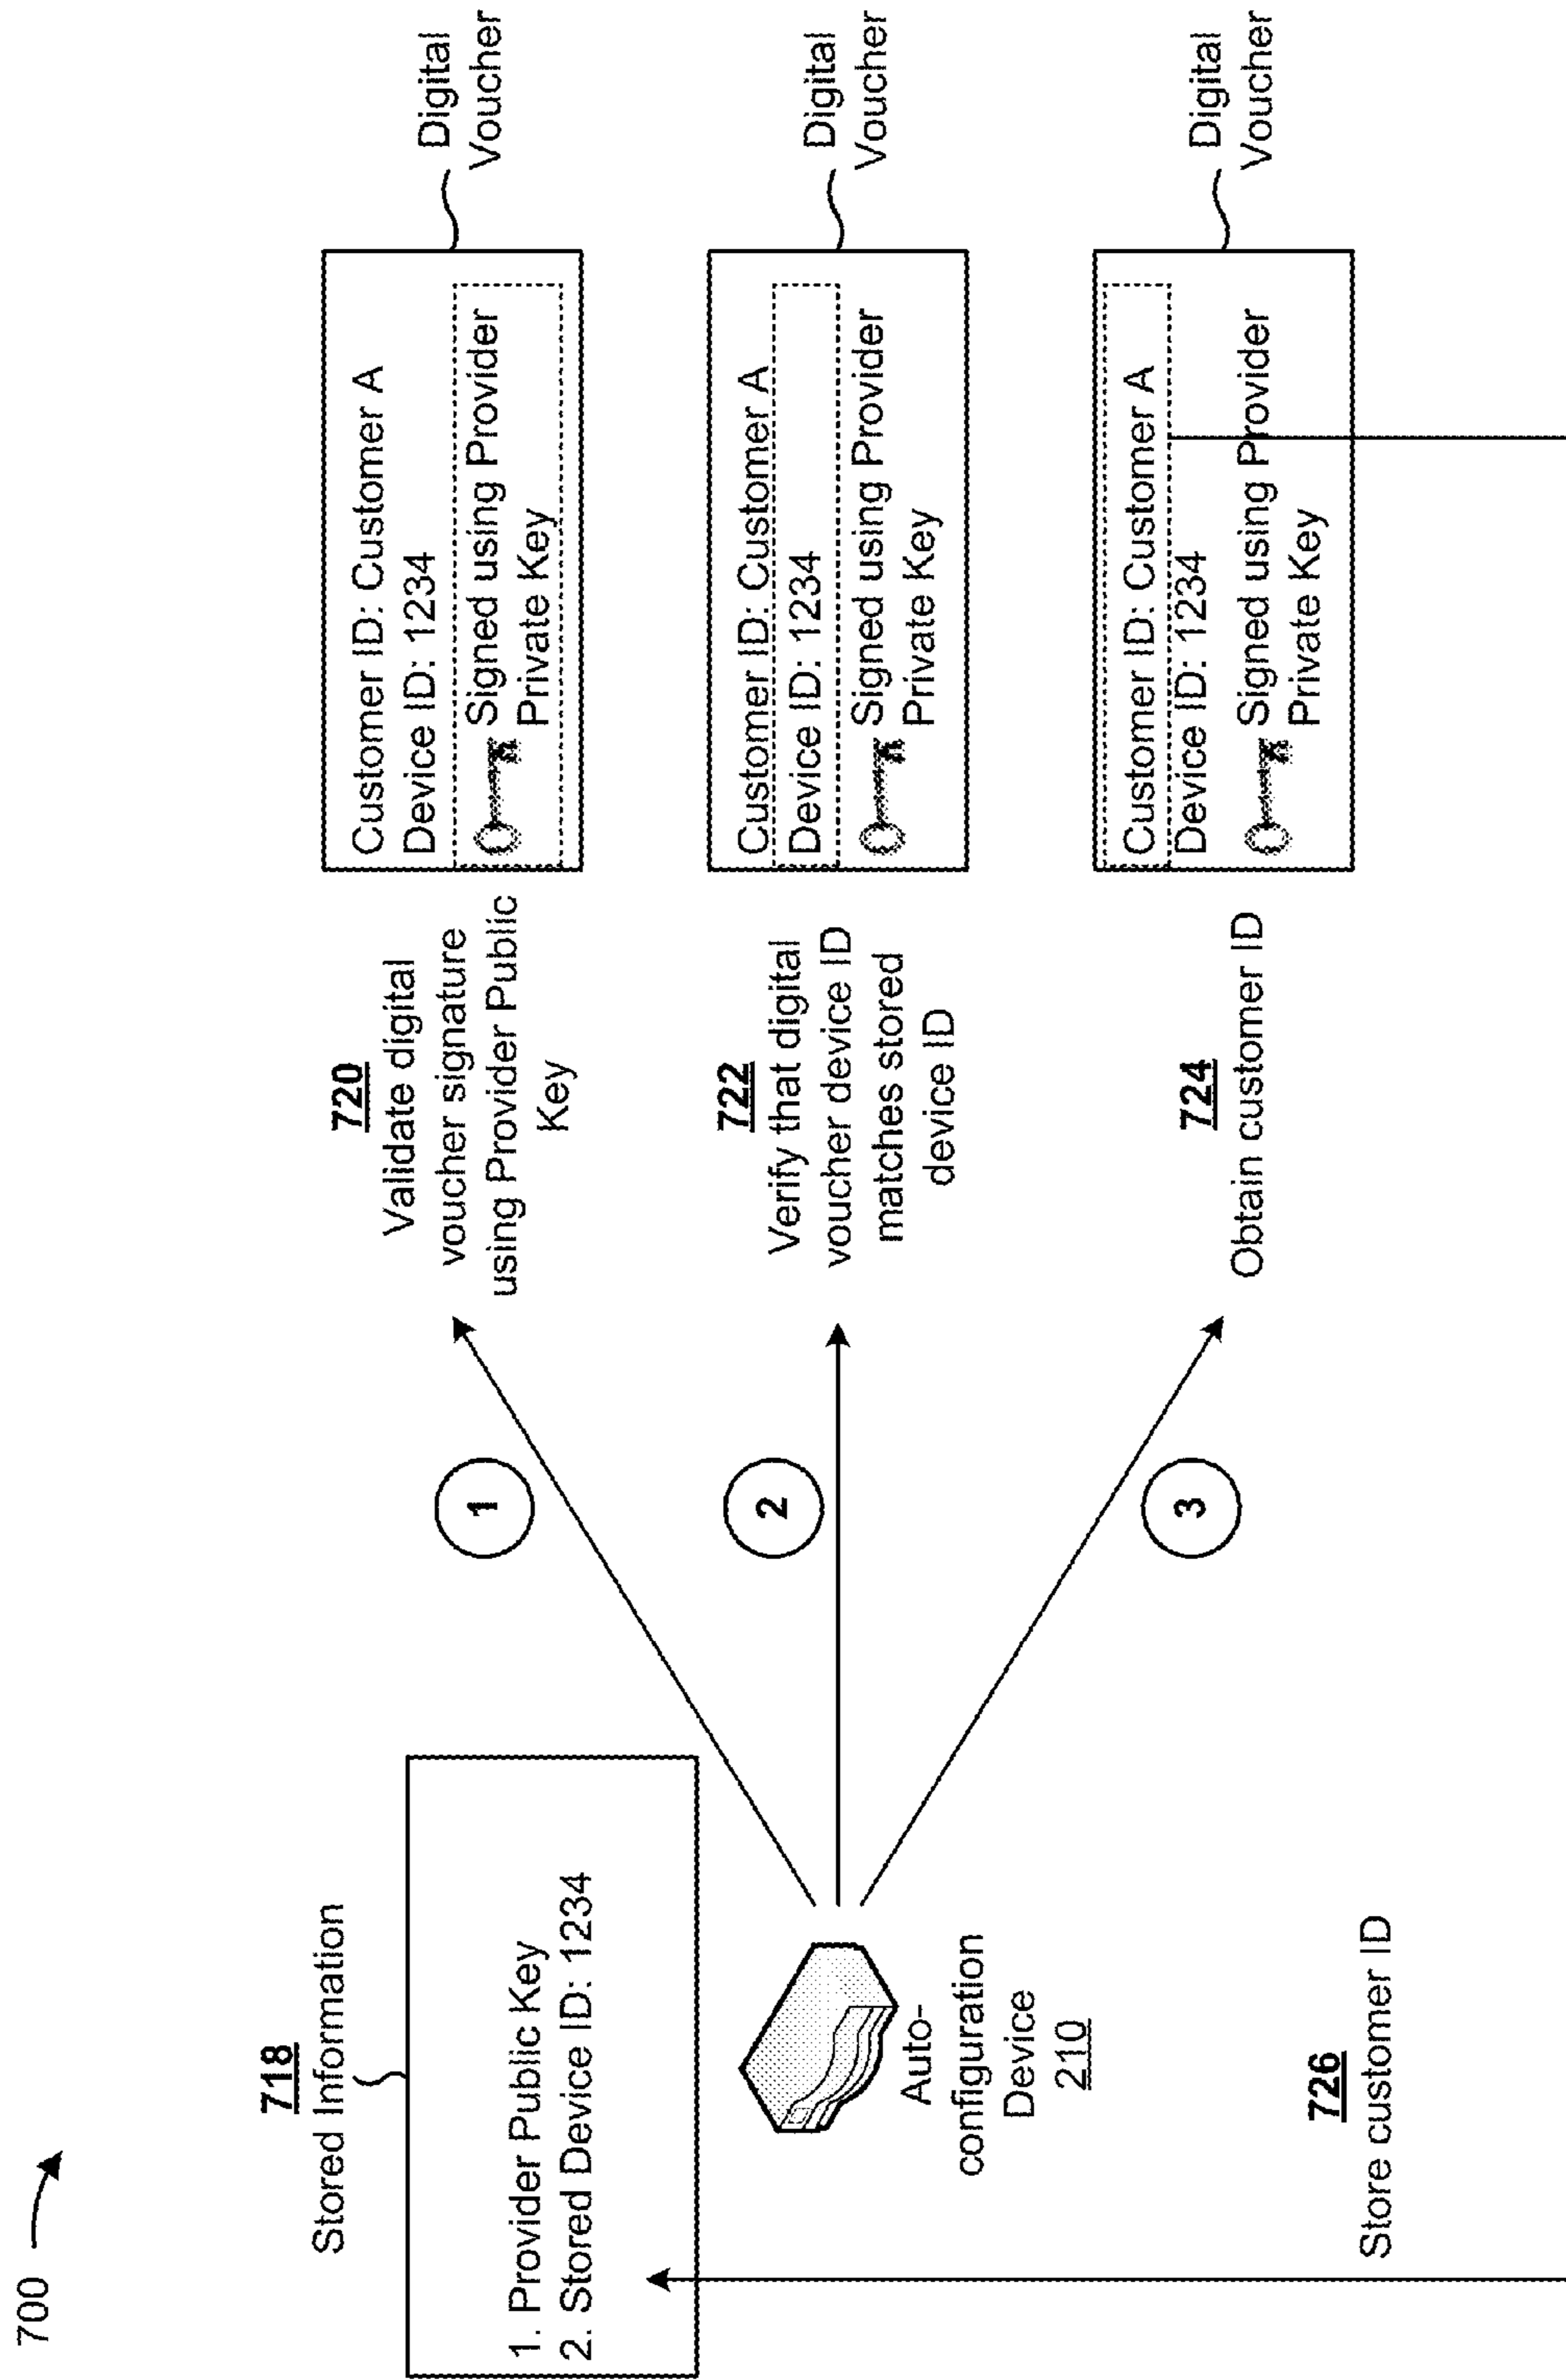 700
718
Stored Information
1. Provider Public Key
2. Stored Device ID: 1234
Auto-
configuration
Device
210
1
720
Validate digital
voucher signature
using Provider Public
Key
Customer ID: Customer A
Device ID: 1234
Signed using Provider
Private Key
Digital
Voucher
2
722
Verify that digital
voucher device ID
matches stored
device ID
Customer ID: Customer A
Device ID: 1234
Signed using Provider
Private Key
Digital
Voucher
3
724
Obtain customer ID
Customer ID: Customer A
Device ID: 1234
Signed using Provider
Private Key
Digital
Voucher
726
Store customer ID